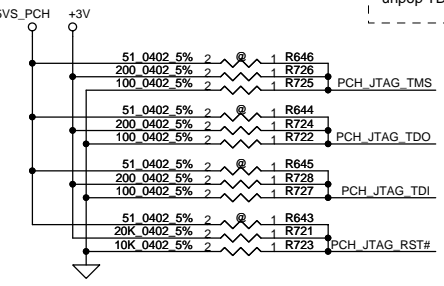 5VS_PCH +3V
51_0402_5% 2 @ 1 R646
200_0402_5% 2 1 R726
100_0402_5% 2 1 R725 PCH_JTAG_TMS
51_0402_5% 2 @ 1 R644
200_0402_5% 2 1 R724
100_0402_5% 2 1 R722 PCH_JTAG_TDO
51_0402_5% 2 @ 1 R645
200_0402_5% 2 1 R728
100_0402_5% 2 1 R727 PCH_JTAG_TDI
51_0402_5% 2 @ 1 R643
20K_0402_5% 2 1 R721
10K_0402_5% 2 1 R723 PCH_JTAG_RST#